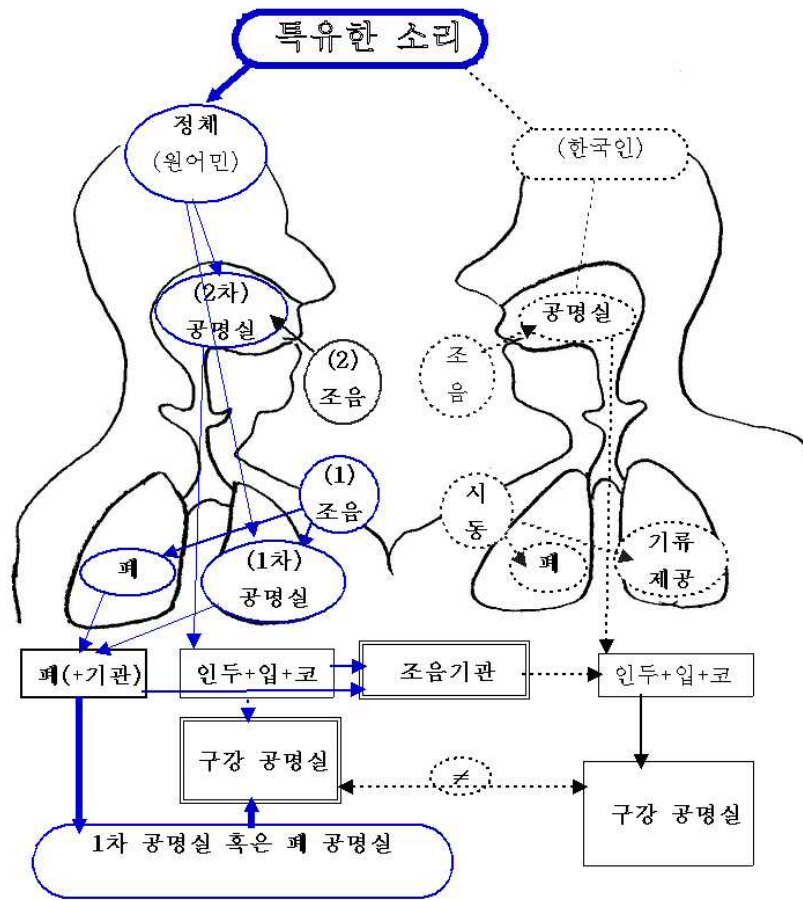 특유한 소리
정체
(원어민)
(한국인)
(2차)
공명실
공명실
(2)
조음
조
음
(1)
조음
시
동
폐
(1차)
공명실
폐
기류
제공
폐(+기관)
인두+입+코
조음기관
인두+입+코
구강 공명실
≠
구강 공명실
1차 공명실 혹은 폐 공명실